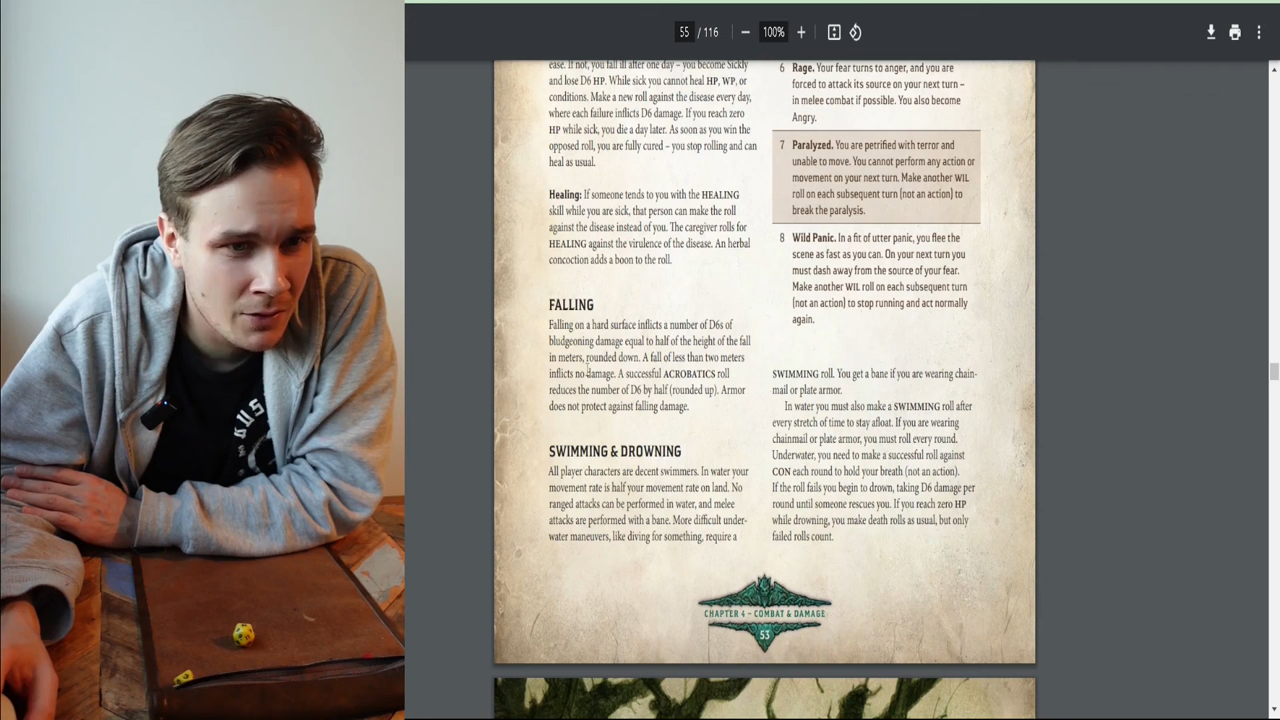 55 / 116
100%
ease. If not, you fall ill after one day – you become Sickly
and lose D6 HP. While sick you cannot heal HP, WP, or
conditions. Make a new roll against the disease every day,
where each failure inflicts D6 damage. If you reach zero
HP while sick, you die a day later. As soon as you win the
opposed roll, you are fully cured – you stop rolling and can
heal as usual.
Healing: If someone tends to you with the HEALING
skill while you are sick, that person can make the roll
against the disease instead of you. The caregiver rolls for
HEALING against the virulence of the disease. An herbal
concoction adds a boon to the roll.
FALLING
Falling on a hard surface inflicts a number of D6s of
bludgeoning damage equal to half of the height of the fall
in meters, rounded down. A fall of less than two meters
inflicts no damage. A successful ACROBATICS roll
reduces the number of D6 by half (rounded up). Armor
does not protect against falling damage.
SWIMMING & DROWNING
All player characters are decent swimmers. In water your
movement rate is half your movement rate on land. No
ranged attacks can be performed in water, and melee
attacks are performed with a bane. More difficult under-
water maneuvers, like diving for something, require a
6 Rage. Your fear turns to anger, and you are
forced to attack its source on your next turn –
in melee combat if possible. You also become
Angry.
7 Paralyzed. You are petrified with terror and
unable to move. You cannot perform any action or
movement on your next turn. Make another WIL
roll on each subsequent turn (not an action) to
break the paralysis.
8 Wild Panic. In a fit of utter panic, you flee the
scene as fast as you can. On your next turn you
must dash away from the source of your fear.
Make another WIL roll on each subsequent turn
(not an action) to stop running and act normally
again.
SWIMMING roll. You get a bane if you are wearing chain-
mail or plate armor.
In water you must also make a SWIMMING roll after
every stretch of time to stay afloat. If you are wearing
chainmail or plate armor, you must roll every round.
Underwater, you need to make a successful roll against
CON each round to hold your breath (not an action).
If the roll fails you begin to drown, taking D6 damage per
round until someone rescues you. If you reach zero HP
while drowning, you make death rolls as usual, but only
failed rolls count.
CHAPTER 4 – COMBAT & DAMAGE
53